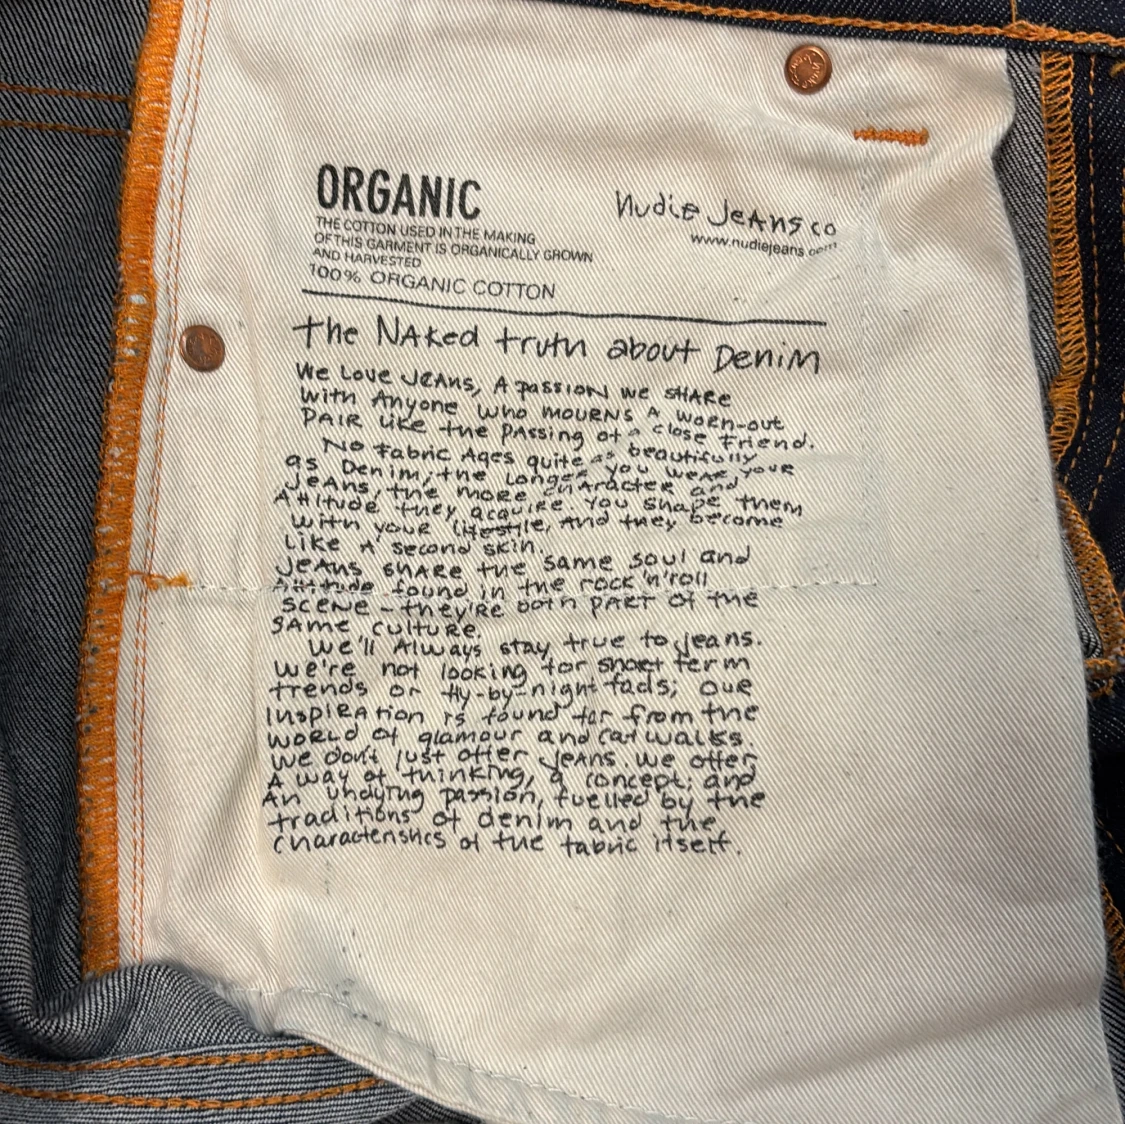 ORGANIC
THE COTTON USED IN THE MAKING
OF THIS GARMENT IS ORGANICALLY GROWN
AND HARVESTED
100% ORGANIC COTTON
Nudie Jeans co
www.nudiejeans.com
the Naked truth about Denim
We Love Jeans, A passion we share
with Anyone who mourns A worn-out
pair like the passing of a close friend.
No fabric Ages quite as beautifully
as Denim; the longer you wear your
Jeans, the more character and
Attitude they acquire. You shape them
with your lifestyle, And they become
like A second skin.
Jeans share the same soul and
Attitude found in the rock'n'roll
scene – they're both part of the
same culture.
We'll Always stay true to jeans.
We're not looking for short term
trends or fly-by-night fads; our
inspiration is found far from the
world of glamour and catwalks.
we don't just offer Jeans. we offer
A way of thinking, a concept; and
An undying passion, fuelled by the
traditions of denim and the
characteristics of the fabric itself.